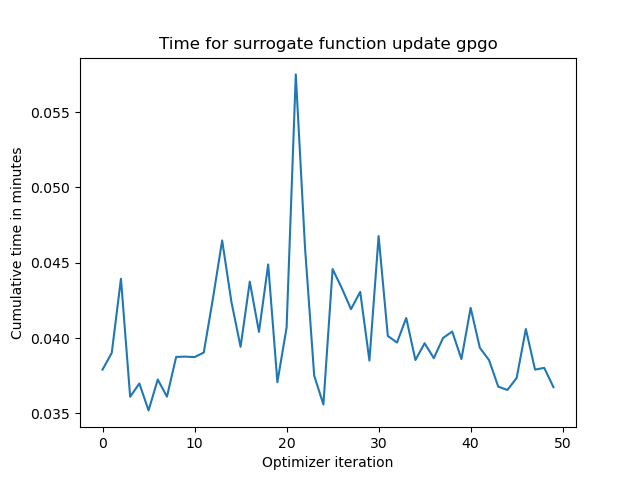 Time for surrogate function update gpgo
Cumulative time in minutes
0.055
0.050
0.045
0.040
0.035
0 10 20 30 40 50
Optimizer iteration